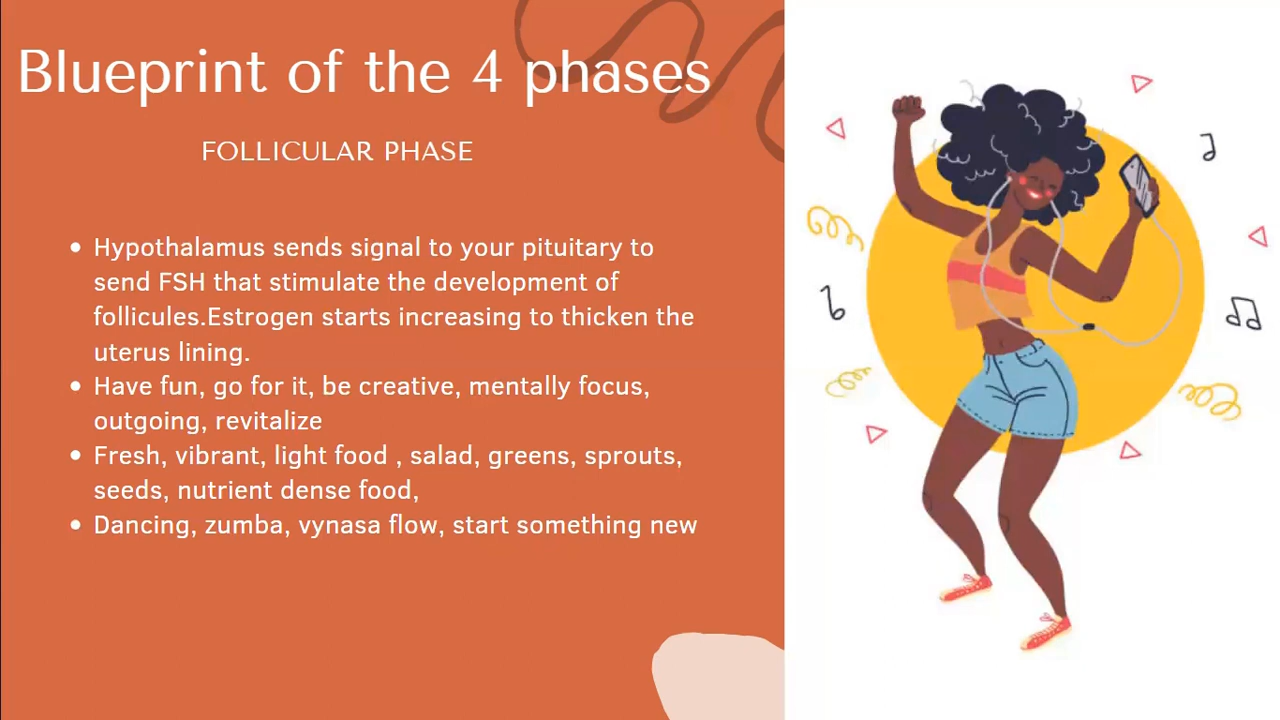 Blueprint of the 4 phases
FOLLICULAR PHASE
• Hypothalamus sends signal to your pituitary to
send FSH that stimulate the development of
follicules.Estrogen starts increasing to thicken the
uterus lining.
• Have fun, go for it, be creative, mentally focus,
outgoing, revitalize
• Fresh, vibrant, light food , salad, greens, sprouts,
seeds, nutrient dense food,
• Dancing, zumba, vynasa flow, start something new